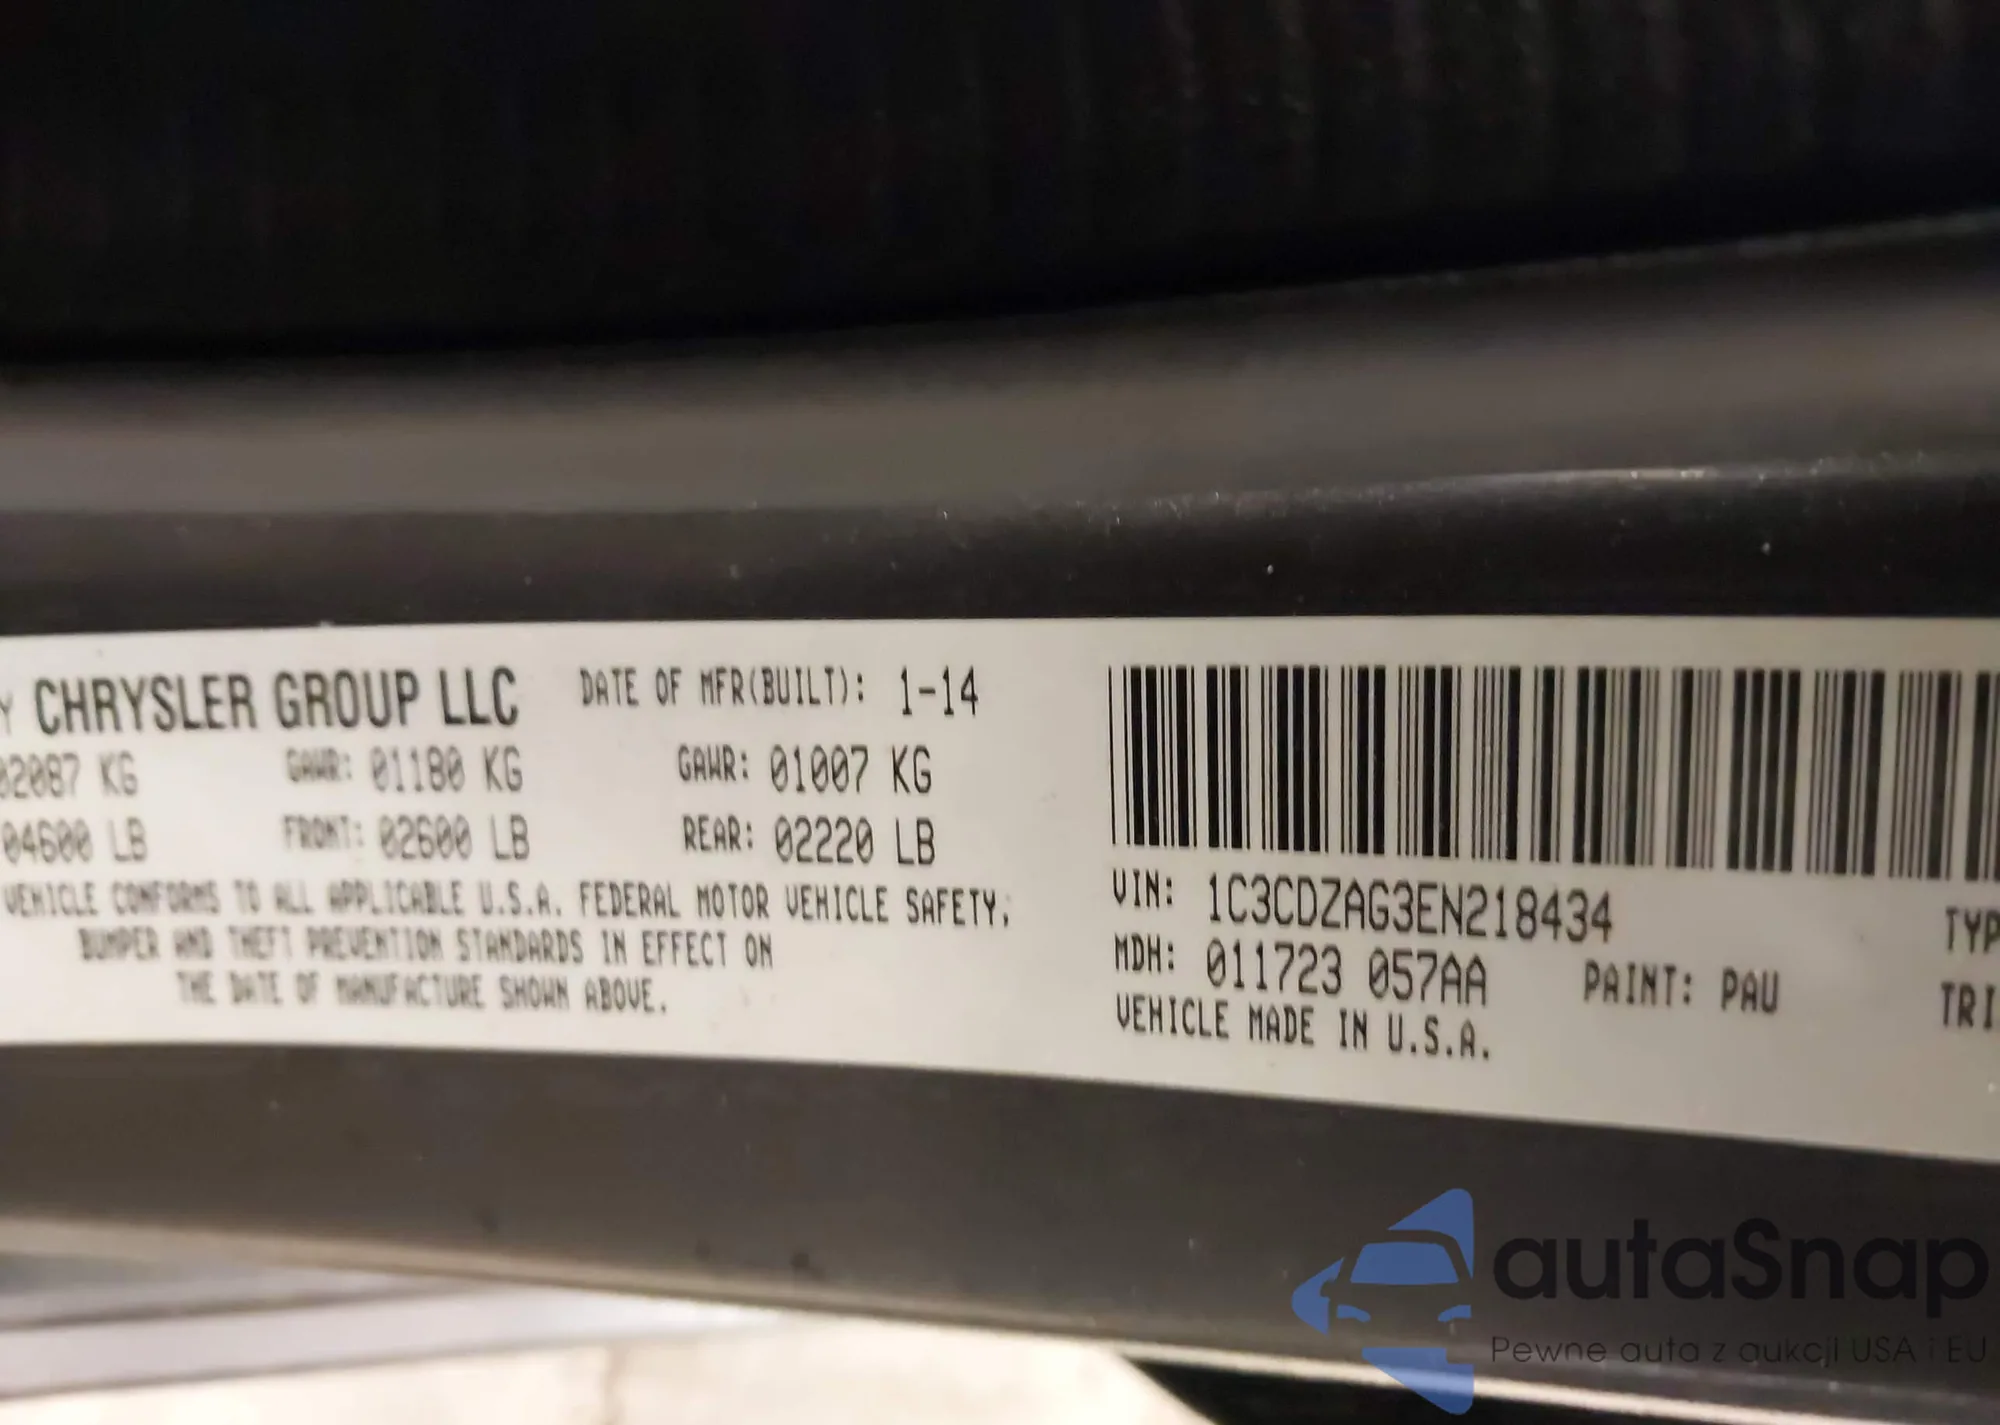 Y CHRYSLER GROUP LLC DATE OF MFR(BUILT): 1-14
02087 KG GAWR: 01180 KG GAWR: 01007 KG
04600 LB FRONT: 02600 LB REAR: 02220 LB
VEHICLE CONFORMS TO ALL APPLICABLE U.S.A. FEDERAL MOTOR VEHICLE SAFETY,
BUMPER AND THEFT PREVENTION STANDARDS IN EFFECT ON
THE DATE OF MANUFACTURE SHOWN ABOVE.
VIN: 1C3CDZAG3EN218434 TYP
MDH: 011723 057AA PAINT: PAU TRI
VEHICLE MADE IN U.S.A.
autaSnap
Pewne auta z aukcji USA i EU